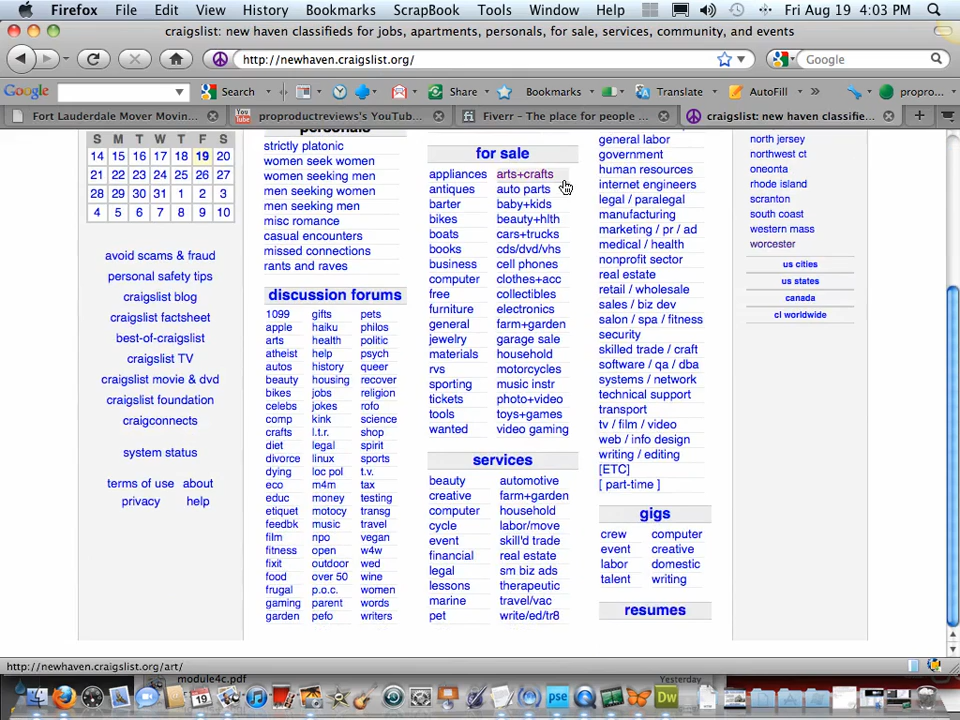 Firefox File Edit View History Bookmarks ScrapBook Tools Window Help Fri Aug 19 4:03 PM
craigslist: new haven classifieds for jobs, apartments, personals, for sale, services, community, and events
http://newhaven.craigslist.org/ Google
Google Search Share Bookmarks Translate AutoFill » propro...
Fort Lauderdale Mover Movin... proproductreviews's YouTub... Fiverr – The place for people ... craigslist: new haven classifie...
S M T W T F S
14 15 16 17 18 19 20
21 22 23 24 25 26 27
28 29 30 31 1 2 3
4 5 6 7 8 9 10
avoid scams & fraud
personal safety tips
craigslist blog
craigslist factsheet
best-of-craigslist
craigslist TV
craigslist movie & dvd
craigslist foundation
craigconnects
system status
terms of use about
privacy help
personals
strictly platonic
women seek women
women seeking men
men seeking women
men seeking men
misc romance
casual encounters
missed connections
rants and raves
discussion forums
1099 gifts pets
apple haiku philos
arts health politic
atheist help psych
autos history queer
beauty housing recover
bikes jobs religion
celebs jokes rofo
comp kink science
crafts l.t.r. shop
diet legal spirit
divorce linux sports
dying loc pol t.v.
eco m4m tax
educ money testing
etiquet motocy transg
feedbk music travel
film npo vegan
fitness open w4w
fixit outdoor wed
food over 50 wine
frugal p.o.c. women
gaming parent words
garden pefo writers
for sale
appliances arts+crafts
antiques auto parts
barter baby+kids
bikes beauty+hlth
boats cars+trucks
books cds/dvd/vhs
business cell phones
computer clothes+acc
free collectibles
furniture electronics
general farm+garden
jewelry garage sale
materials household
rvs motorcycles
sporting music instr
tickets photo+video
tools toys+games
wanted video gaming
services
beauty automotive
creative farm+garden
computer household
cycle labor/move
event skill'd trade
financial real estate
legal sm biz ads
lessons therapeutic
marine travel/vac
pet write/ed/tr8
general labor
government
human resources
internet engineers
legal / paralegal
manufacturing
marketing / pr / ad
medical / health
nonprofit sector
real estate
retail / wholesale
sales / biz dev
salon / spa / fitness
security
skilled trade / craft
software / qa / dba
systems / network
technical support
transport
tv / film / video
web / info design
writing / editing
[ETC]
[ part-time ]
gigs
crew computer
event creative
labor domestic
talent writing
resumes
north jersey
northwest ct
oneonta
rhode island
scranton
south coast
western mass
worcester
us cities
us states
canada
cl worldwide
http://newhaven.craigslist.org/art/
module4c.pdf Yesterday
19 pse Dw